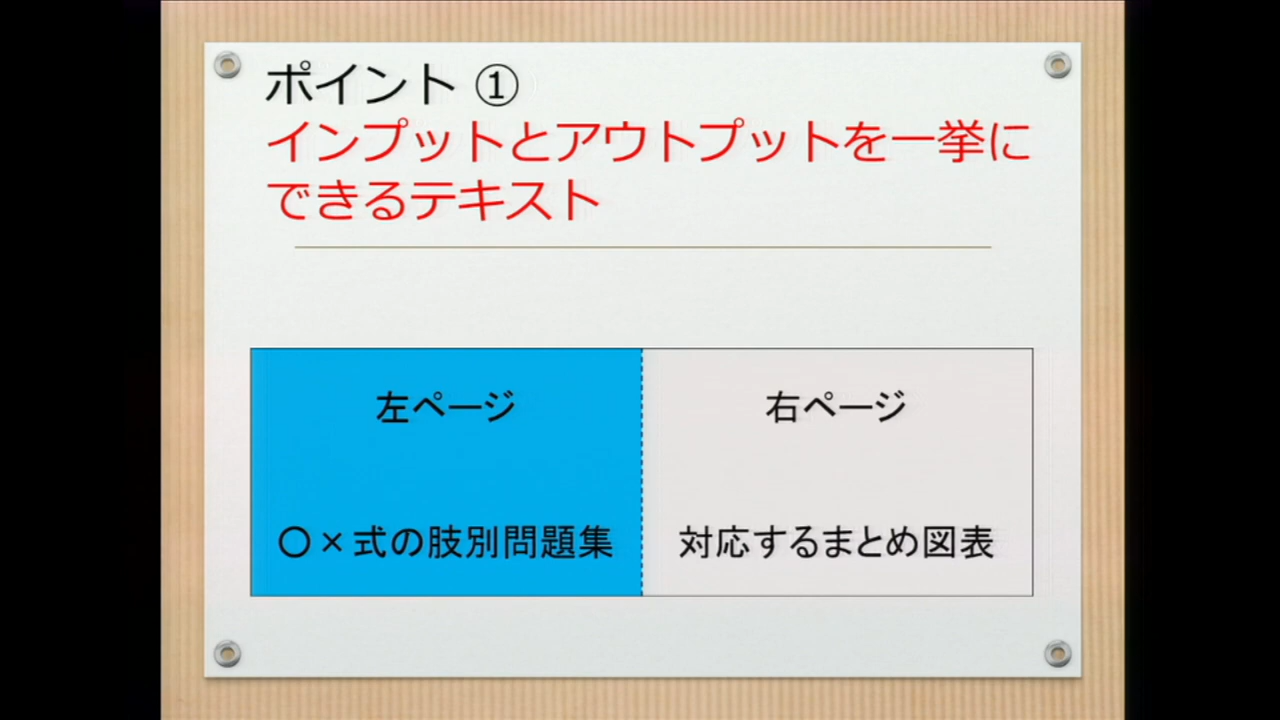 ポイント ①
インプットとアウトプットを一挙に
できるテキスト
左ページ
右ページ
〇×式の肢別問題集
対応するまとめ図表